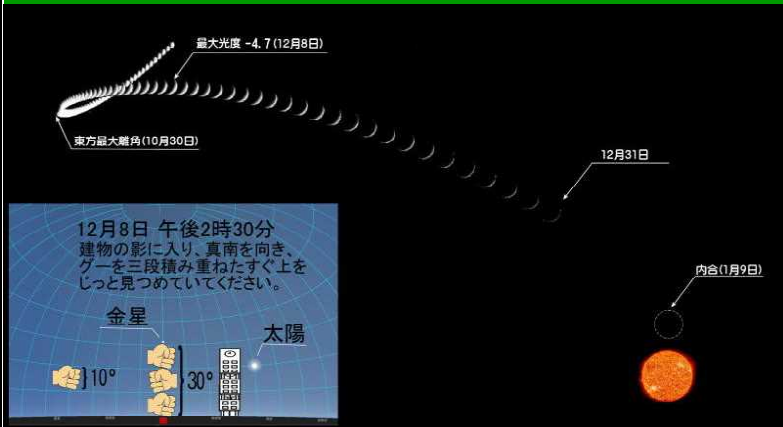 最大光度 -4.7(12月8日)
東方最大離角(10月30日)
12月31日
内合(1月9日)
12月8日 午後2時30分
建物の影に入り、真南を向き、
グーを三段積み重ねたすぐ上を
じっと見つめていてください。
金星
太陽
10°
30°